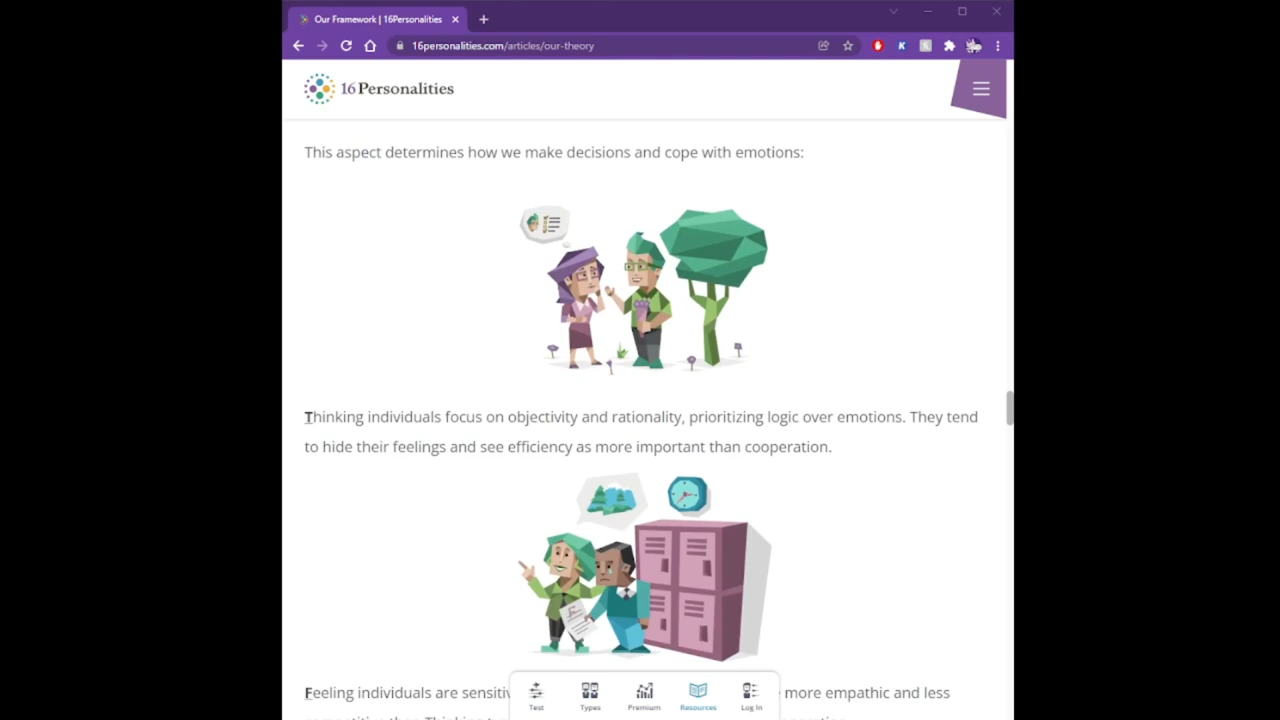 Our Framework | 16Personalities
16personalities.com/articles/our-theory
16Personalities
This aspect determines how we make decisions and cope with emotions:
Thinking individuals focus on objectivity and rationality, prioritizing logic over emotions. They tend
to hide their feelings and see efficiency as more important than cooperation.
Feeling individuals are more empathic and less
Test Types Premium Resources Log In